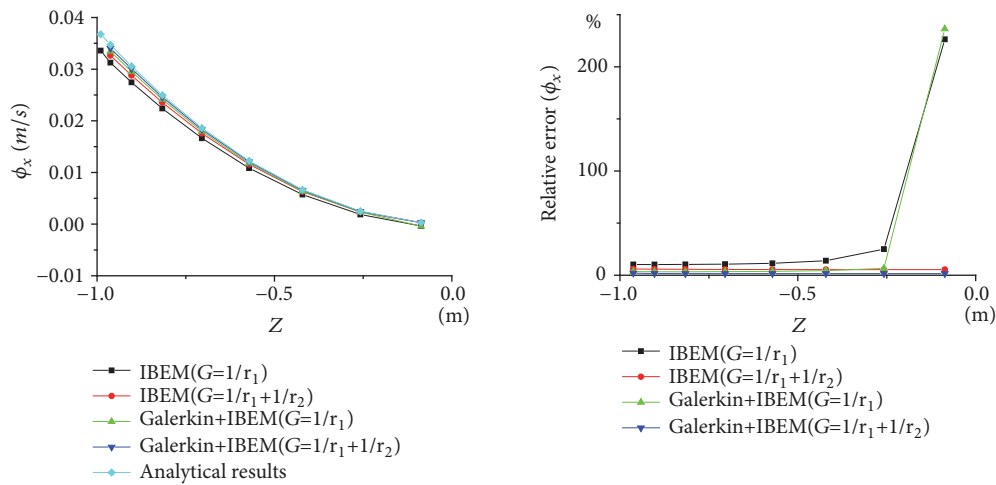 0.04
0.03
0.02
0.01
0.00
−0.01
ϕx (m/s)
−1.0
−0.5
0.0
(m)
Z
IBEM(G=1/r1)
IBEM(G=1/r1+1/r2)
Galerkin+IBEM(G=1/r1)
Galerkin+IBEM(G=1/r1+1/r2)
Analytical results
%
200
100
0
Relative error (ϕx)
−1.0
−0.5
0.0
(m)
Z
IBEM(G=1/r1)
IBEM(G=1/r1+1/r2)
Galerkin+IBEM(G=1/r1)
Galerkin+IBEM(G=1/r1+1/r2)